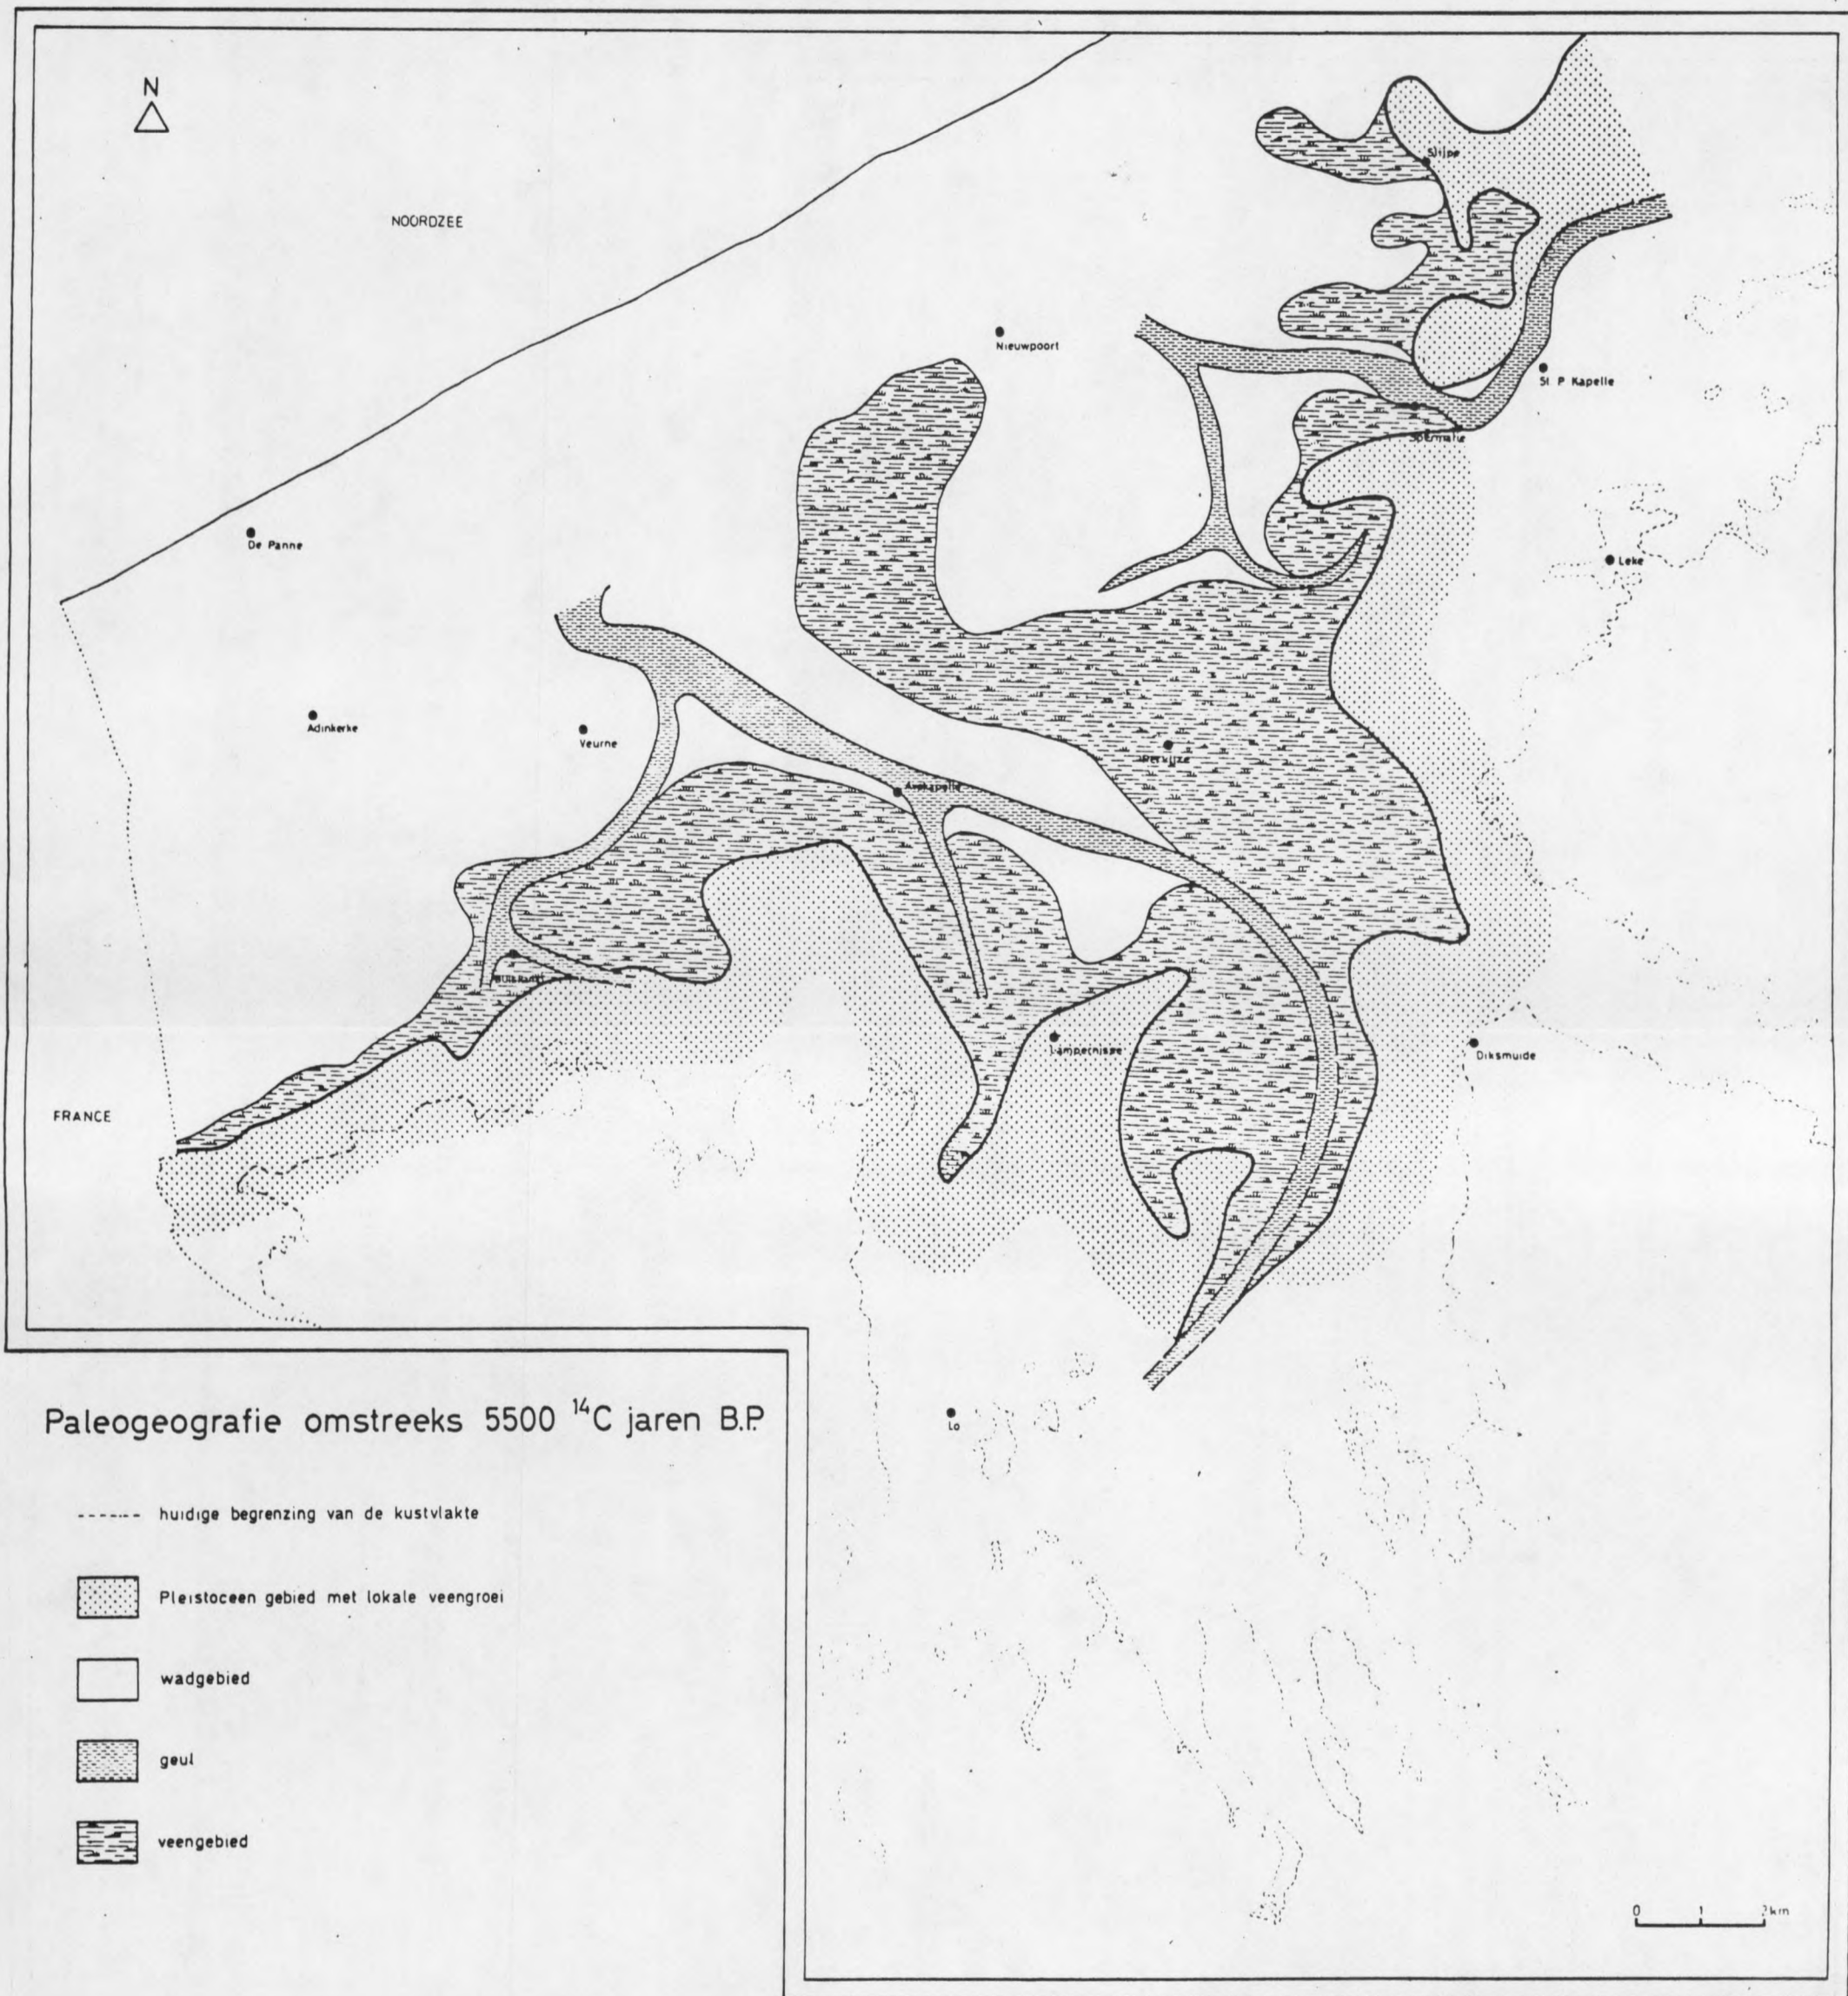 N
NOORDZEE
Slijpe
Nieuwpoort
St. P. Kapelle
Spermalie
De Panne
Leke
Adinkerke
Veurne
Pervijze
Avekapelle
Lampernisse
Diksmuide
FRANCE
Lo
Paleogeografie omstreeks 5500 ¹⁴C jaren B.P.
huidige begrenzing van de kustvlakte
Pleistoceen gebied met lokale veengroei
wadgebied
geul
veengebied
0 1 2km